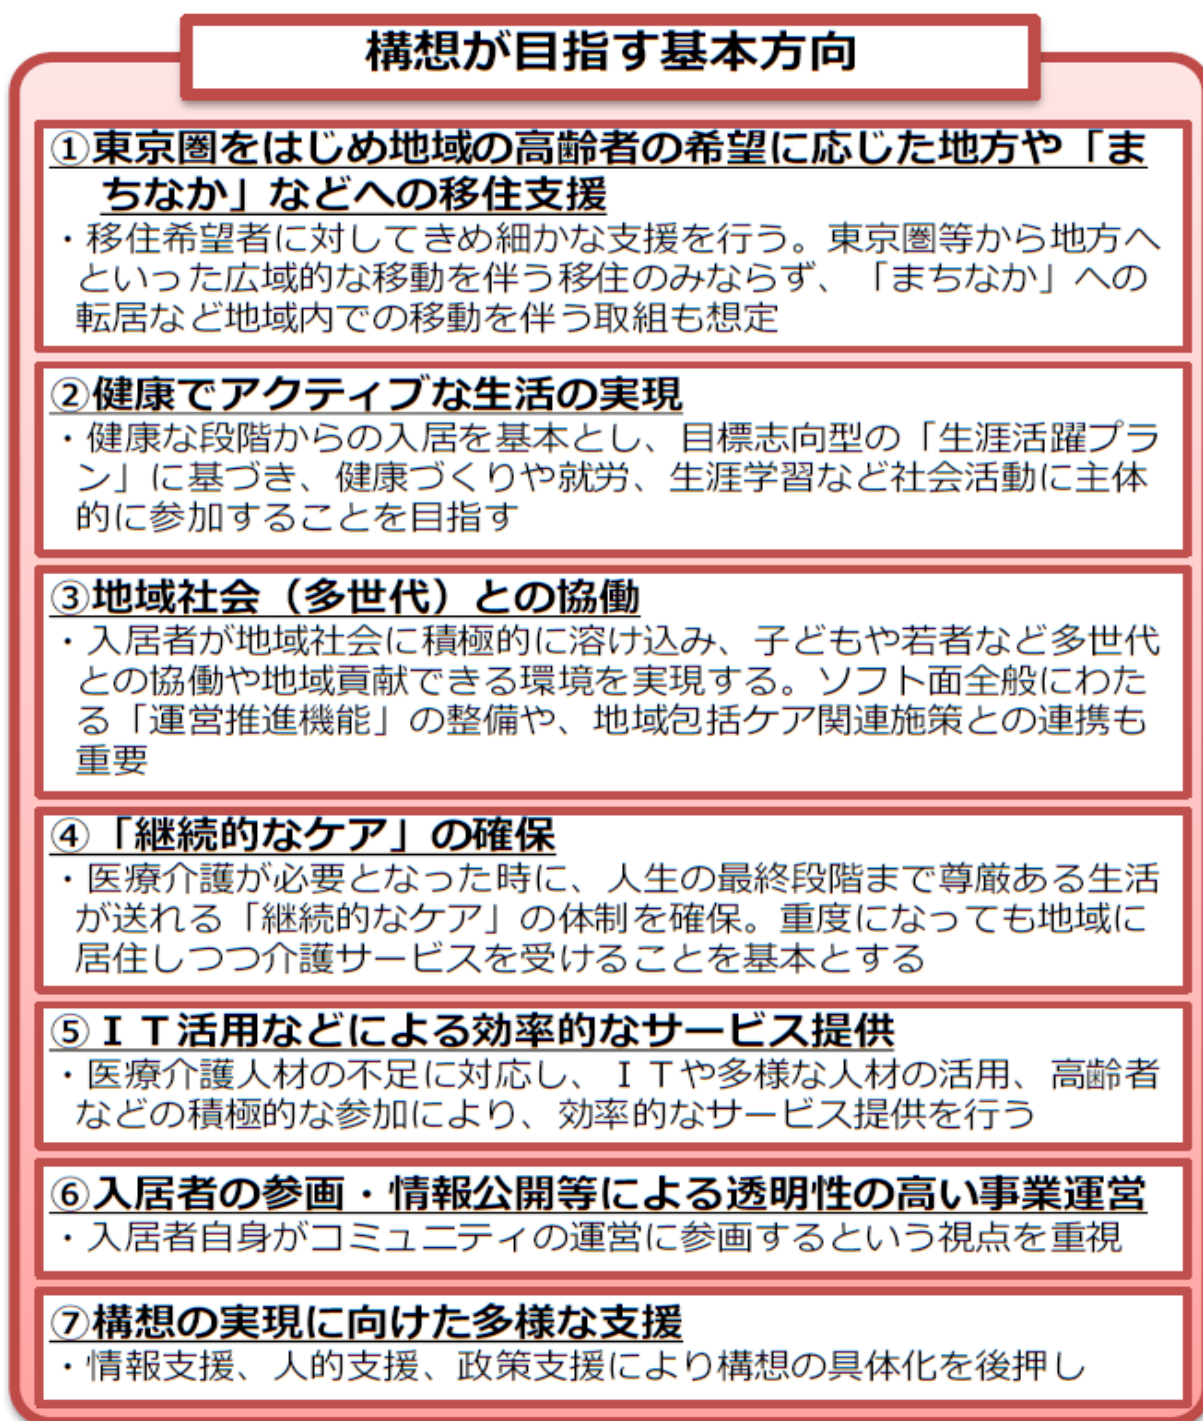 構想が目指す基本方向
①東京圏をはじめ地域の高齢者の希望に応じた地方や「ま
ちなか」などへの移住支援
・移住希望者に対してきめ細かな支援を行う。東京圏等から地方へ
といった広域的な移動を伴う移住のみならず、「まちなか」への
転居など地域内での移動を伴う取組も想定
②健康でアクティブな生活の実現
・健康な段階からの入居を基本とし、目標志向型の「生涯活躍プラ
ン」に基づき、健康づくりや就労、生涯学習など社会活動に主体
的に参加することを目指す
③地域社会（多世代）との協働
・入居者が地域社会に積極的に溶け込み、子どもや若者など多世代
との協働や地域貢献できる環境を実現する。ソフト面全般にわた
る「運営推進機能」の整備や、地域包括ケア関連施策との連携も
重要
④「継続的なケア」の確保
・医療介護が必要となった時に、人生の最終段階まで尊厳ある生活
が送れる「継続的なケア」の体制を確保。重度になっても地域に
居住しつつ介護サービスを受けることを基本とする
⑤ＩＴ活用などによる効率的なサービス提供
・医療介護人材の不足に対応し、ＩＴや多様な人材の活用、高齢者
などの積極的な参加により、効率的なサービス提供を行う
⑥入居者の参画・情報公開等による透明性の高い事業運営
・入居者自身がコミュニティの運営に参画するという視点を重視
⑦構想の実現に向けた多様な支援
・情報支援、人的支援、政策支援により構想の具体化を後押し